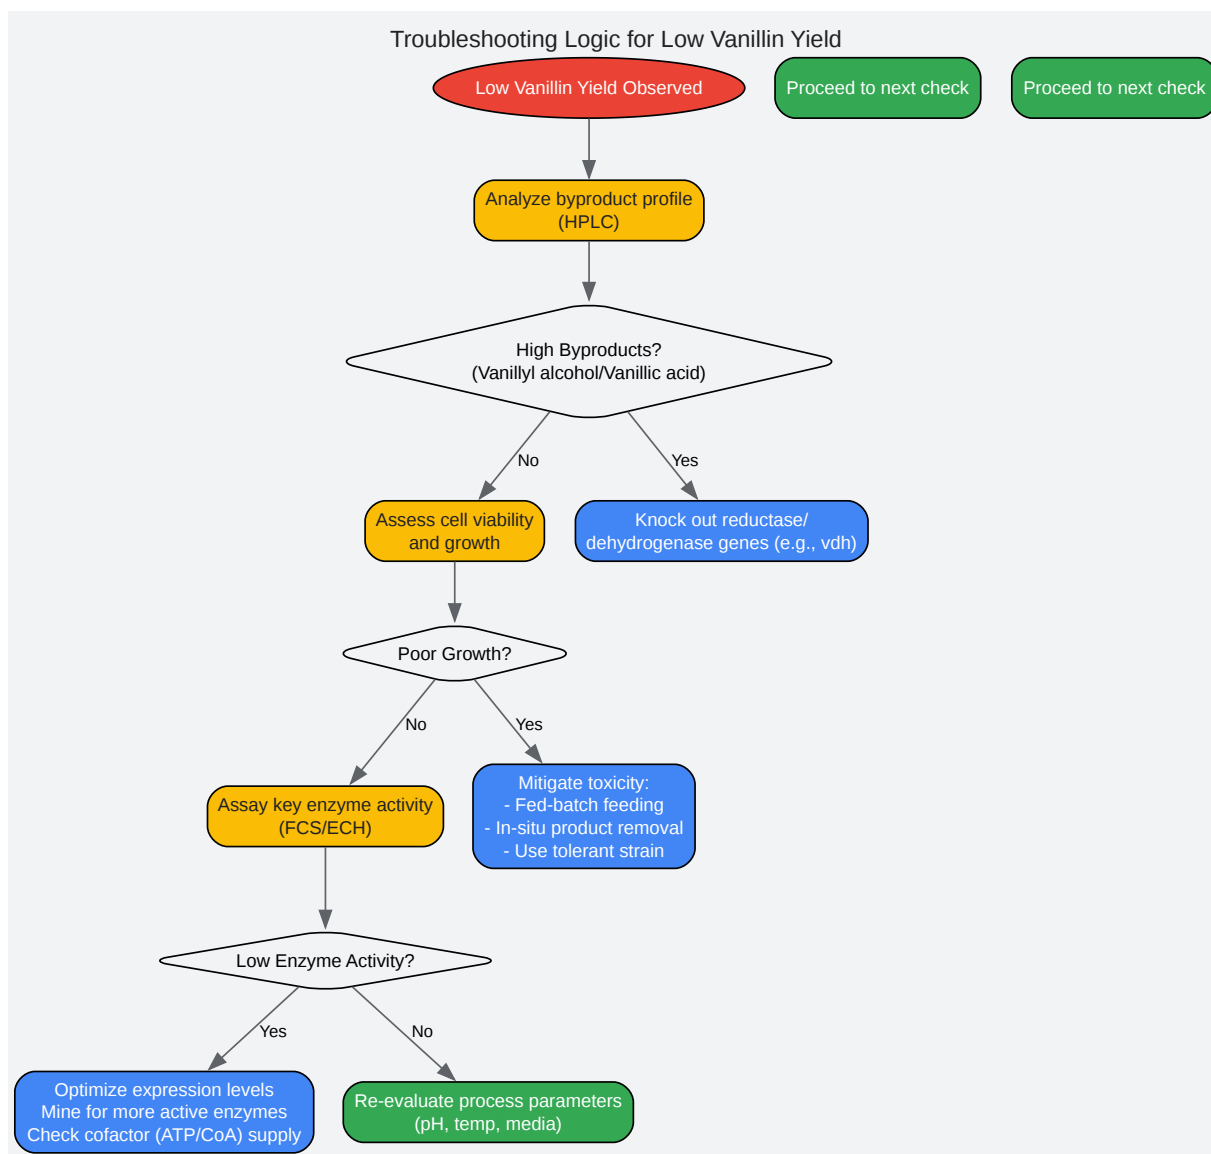 Troubleshooting Logic for Low Vanillin Yield
Low Vanillin Yield Observed
Proceed to next check
Proceed to next check
Analyze byproduct profile
(HPLC)
High Byproducts?
(Vanillyl alcohol/Vanillic acid)
No
Yes
Assess cell viability
and growth
Knock out reductase/
dehydrogenase genes (e.g., vdh)
Poor Growth?
No
Yes
Assay key enzyme activity
(FCS/ECH)
Mitigate toxicity:
- Fed-batch feeding
- In-situ product removal
- Use tolerant strain
Low Enzyme Activity?
Yes
No
Optimize expression levels
Mine for more active enzymes
Check cofactor (ATP/CoA) supply
Re-evaluate process parameters
(pH, temp, media)